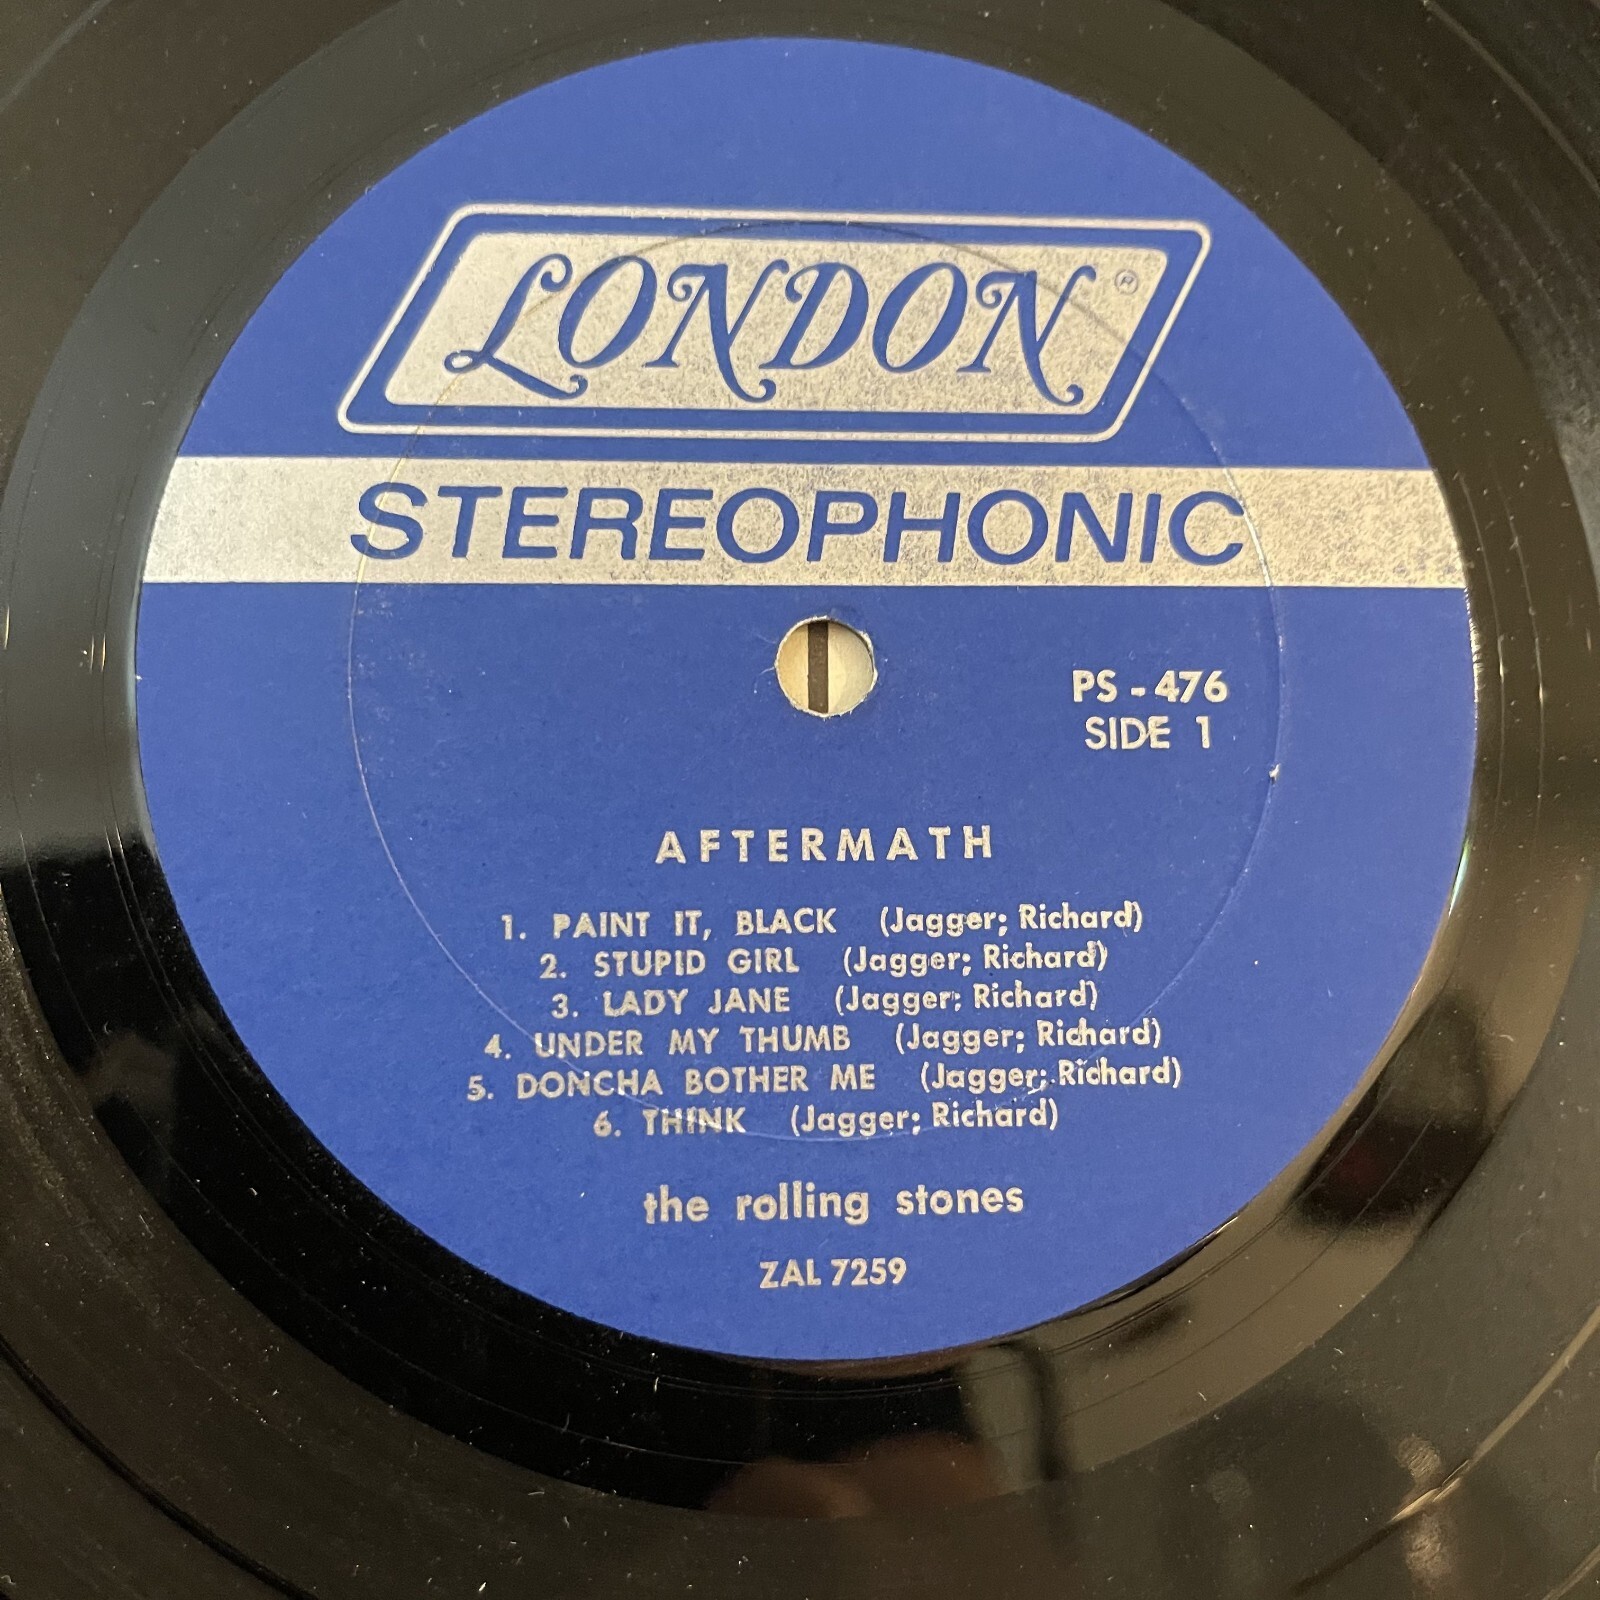 LONDON ®
STEREOPHONIC
PS - 476
SIDE 1
AFTERMATH
1. PAINT IT, BLACK (Jagger; Richard)
2. STUPID GIRL (Jagger; Richard)
3. LADY JANE (Jagger; Richard)
4. UNDER MY THUMB (Jagger; Richard)
5. DONCHA BOTHER ME (Jagger; Richard)
6. THINK (Jagger; Richard)
the rolling stones
ZAL 7259